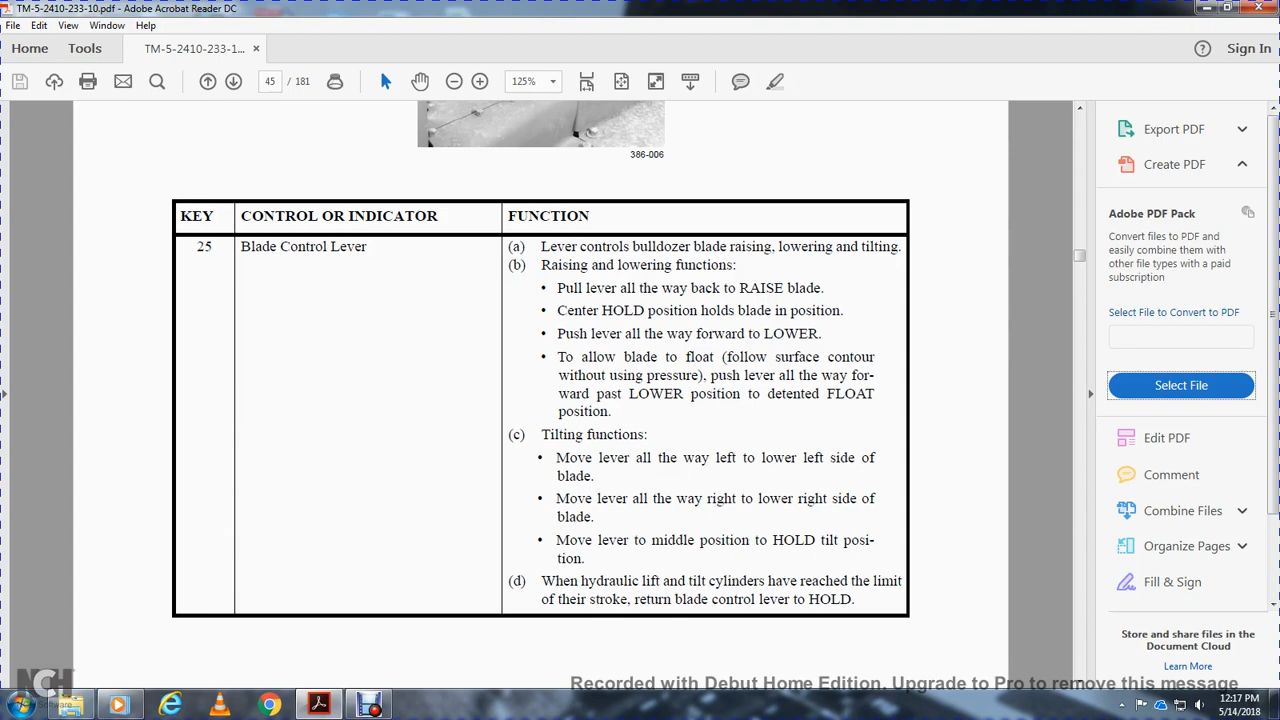 TM-5-2410-233-10.pdf - Adobe Acrobat Reader DC
File Edit View Window Help
Home Tools TM-5-2410-233-1... × Sign In
45 / 181 125%
386-006
KEY CONTROL OR INDICATOR FUNCTION
25 Blade Control Lever (a) Lever controls bulldozer blade raising, lowering and tilting.
(b) Raising and lowering functions:
• Pull lever all the way back to RAISE blade.
• Center HOLD position holds blade in position.
• Push lever all the way forward to LOWER.
• To allow blade to float (follow surface contour
without using pressure), push lever all the way for-
ward past LOWER position to detented FLOAT
position.
(c) Tilting functions:
• Move lever all the way left to lower left side of
blade.
• Move lever all the way right to lower right side of
blade.
• Move lever to middle position to HOLD tilt posi-
tion.
(d) When hydraulic lift and tilt cylinders have reached the limit
of their stroke, return blade control lever to HOLD.
Export PDF
Create PDF
Adobe PDF Pack
Convert files to PDF and
easily combine them with
other file types with a paid
subscription
Select File to Convert to PDF
Select File
Edit PDF
Comment
Combine Files
Organize Pages
Fill & Sign
Store and share files in the
Document Cloud
Learn More
NCH
Software
Recorded with Debut Home Edition. Upgrade to Pro to remove this message
12:17 PM
5/14/2018